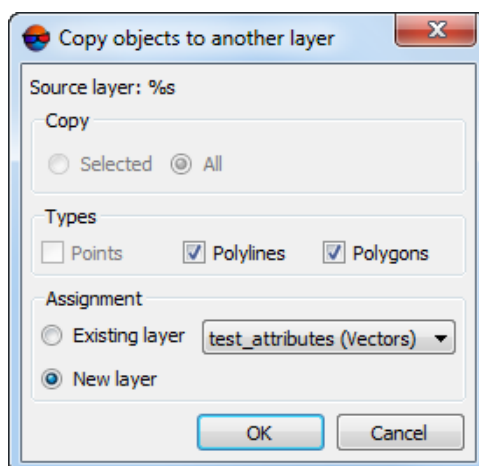 Copy objects to another layer
Source layer: %s
Copy
Selected All
Types
Points Polylines Polygons
Assignment
Existing layer test_attributes (Vectors)
New layer
OK Cancel